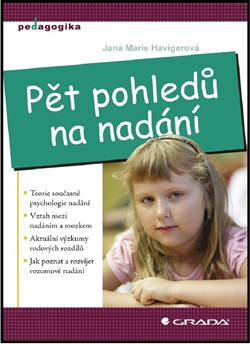 pedagogika
Jana Marie Havigerová
Pět pohledů
na nadání
Teorie současné
psychologie nadání
Vztah mezi
nadáním a mozkem
Aktuální výzkumy
rodových rozdílů
Jak poznat a rozvíjet
rozumové nadání
GRADA